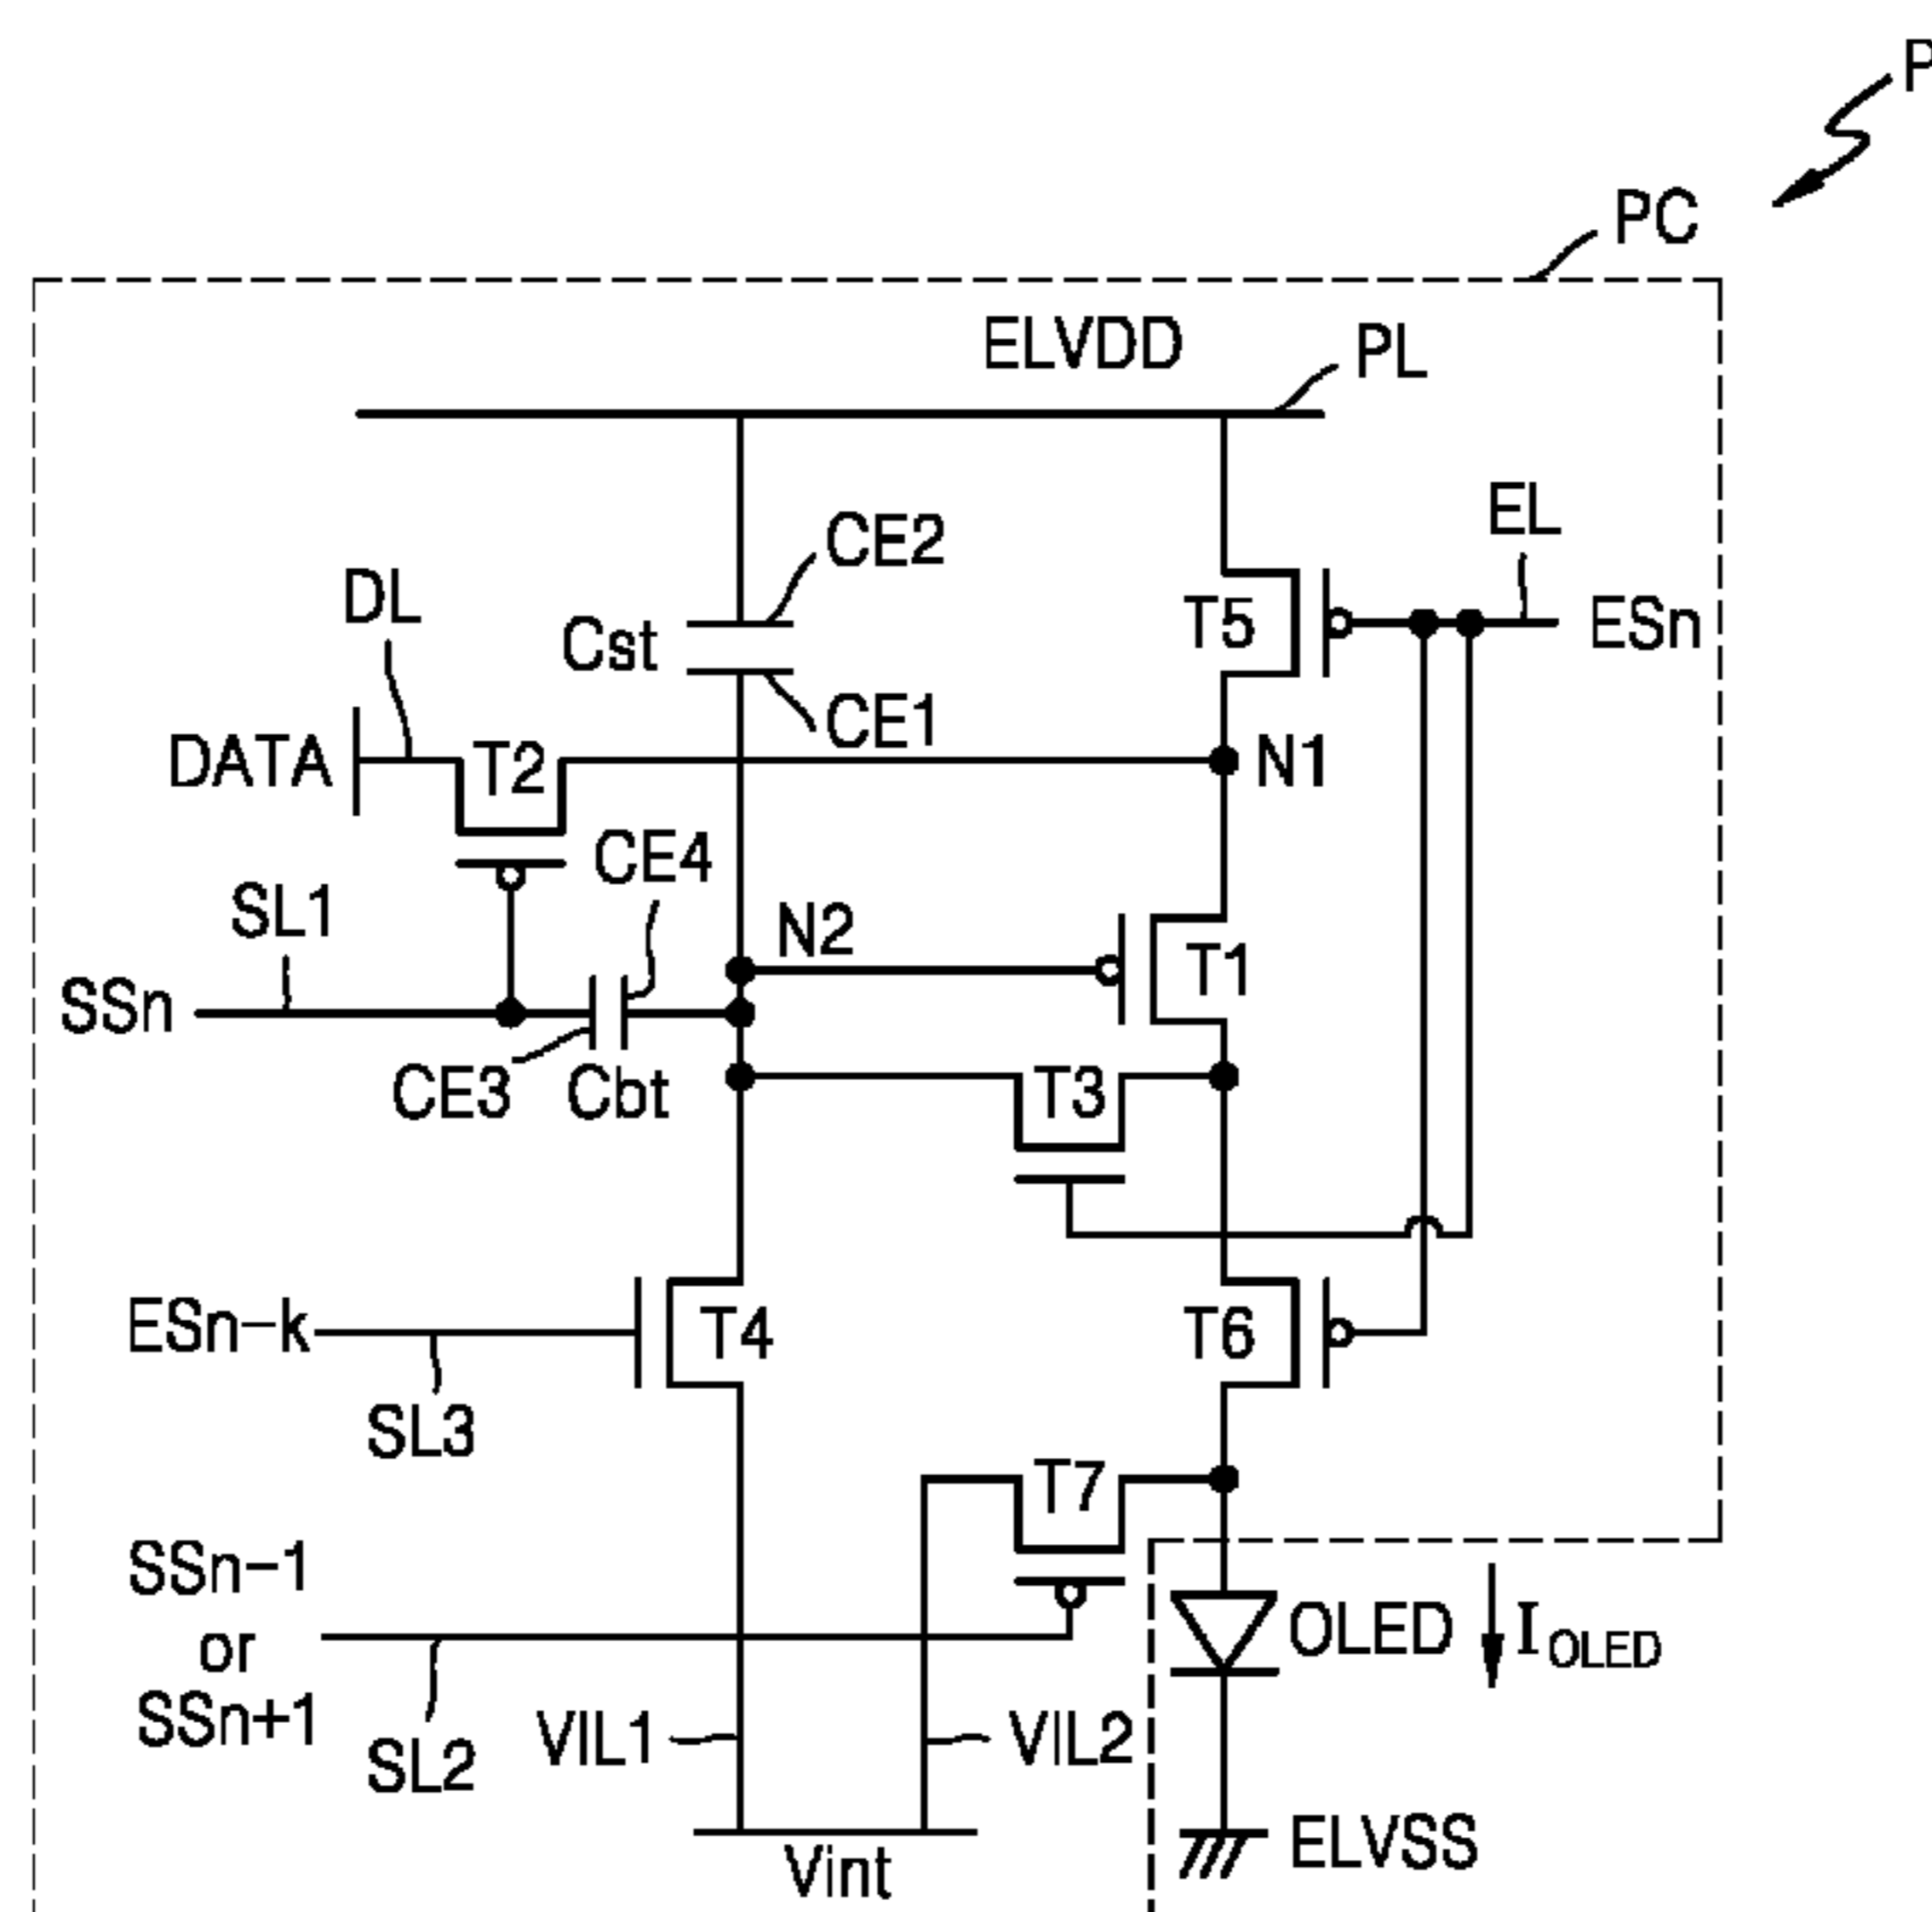 P
PC
ELVDD
PL
CE2
EL
DL
Cst
T5
ESn
CE1
DATA
T2
N1
CE4
SL1
N2
T1
SSn
CE3
Cbt
T3
ESn-k
T4
T6
SL3
T7
SSn-1
or
SSn+1
OLED
IOLED
SL2
VIL1
VIL2
ELVSS
Vint